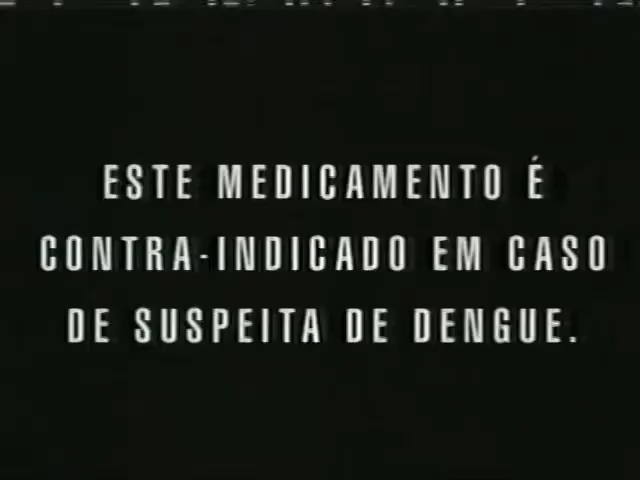 ESTE MEDICAMENTO É
CONTRA-INDICADO EM CASO
DE SUSPEITA DE DENGUE.